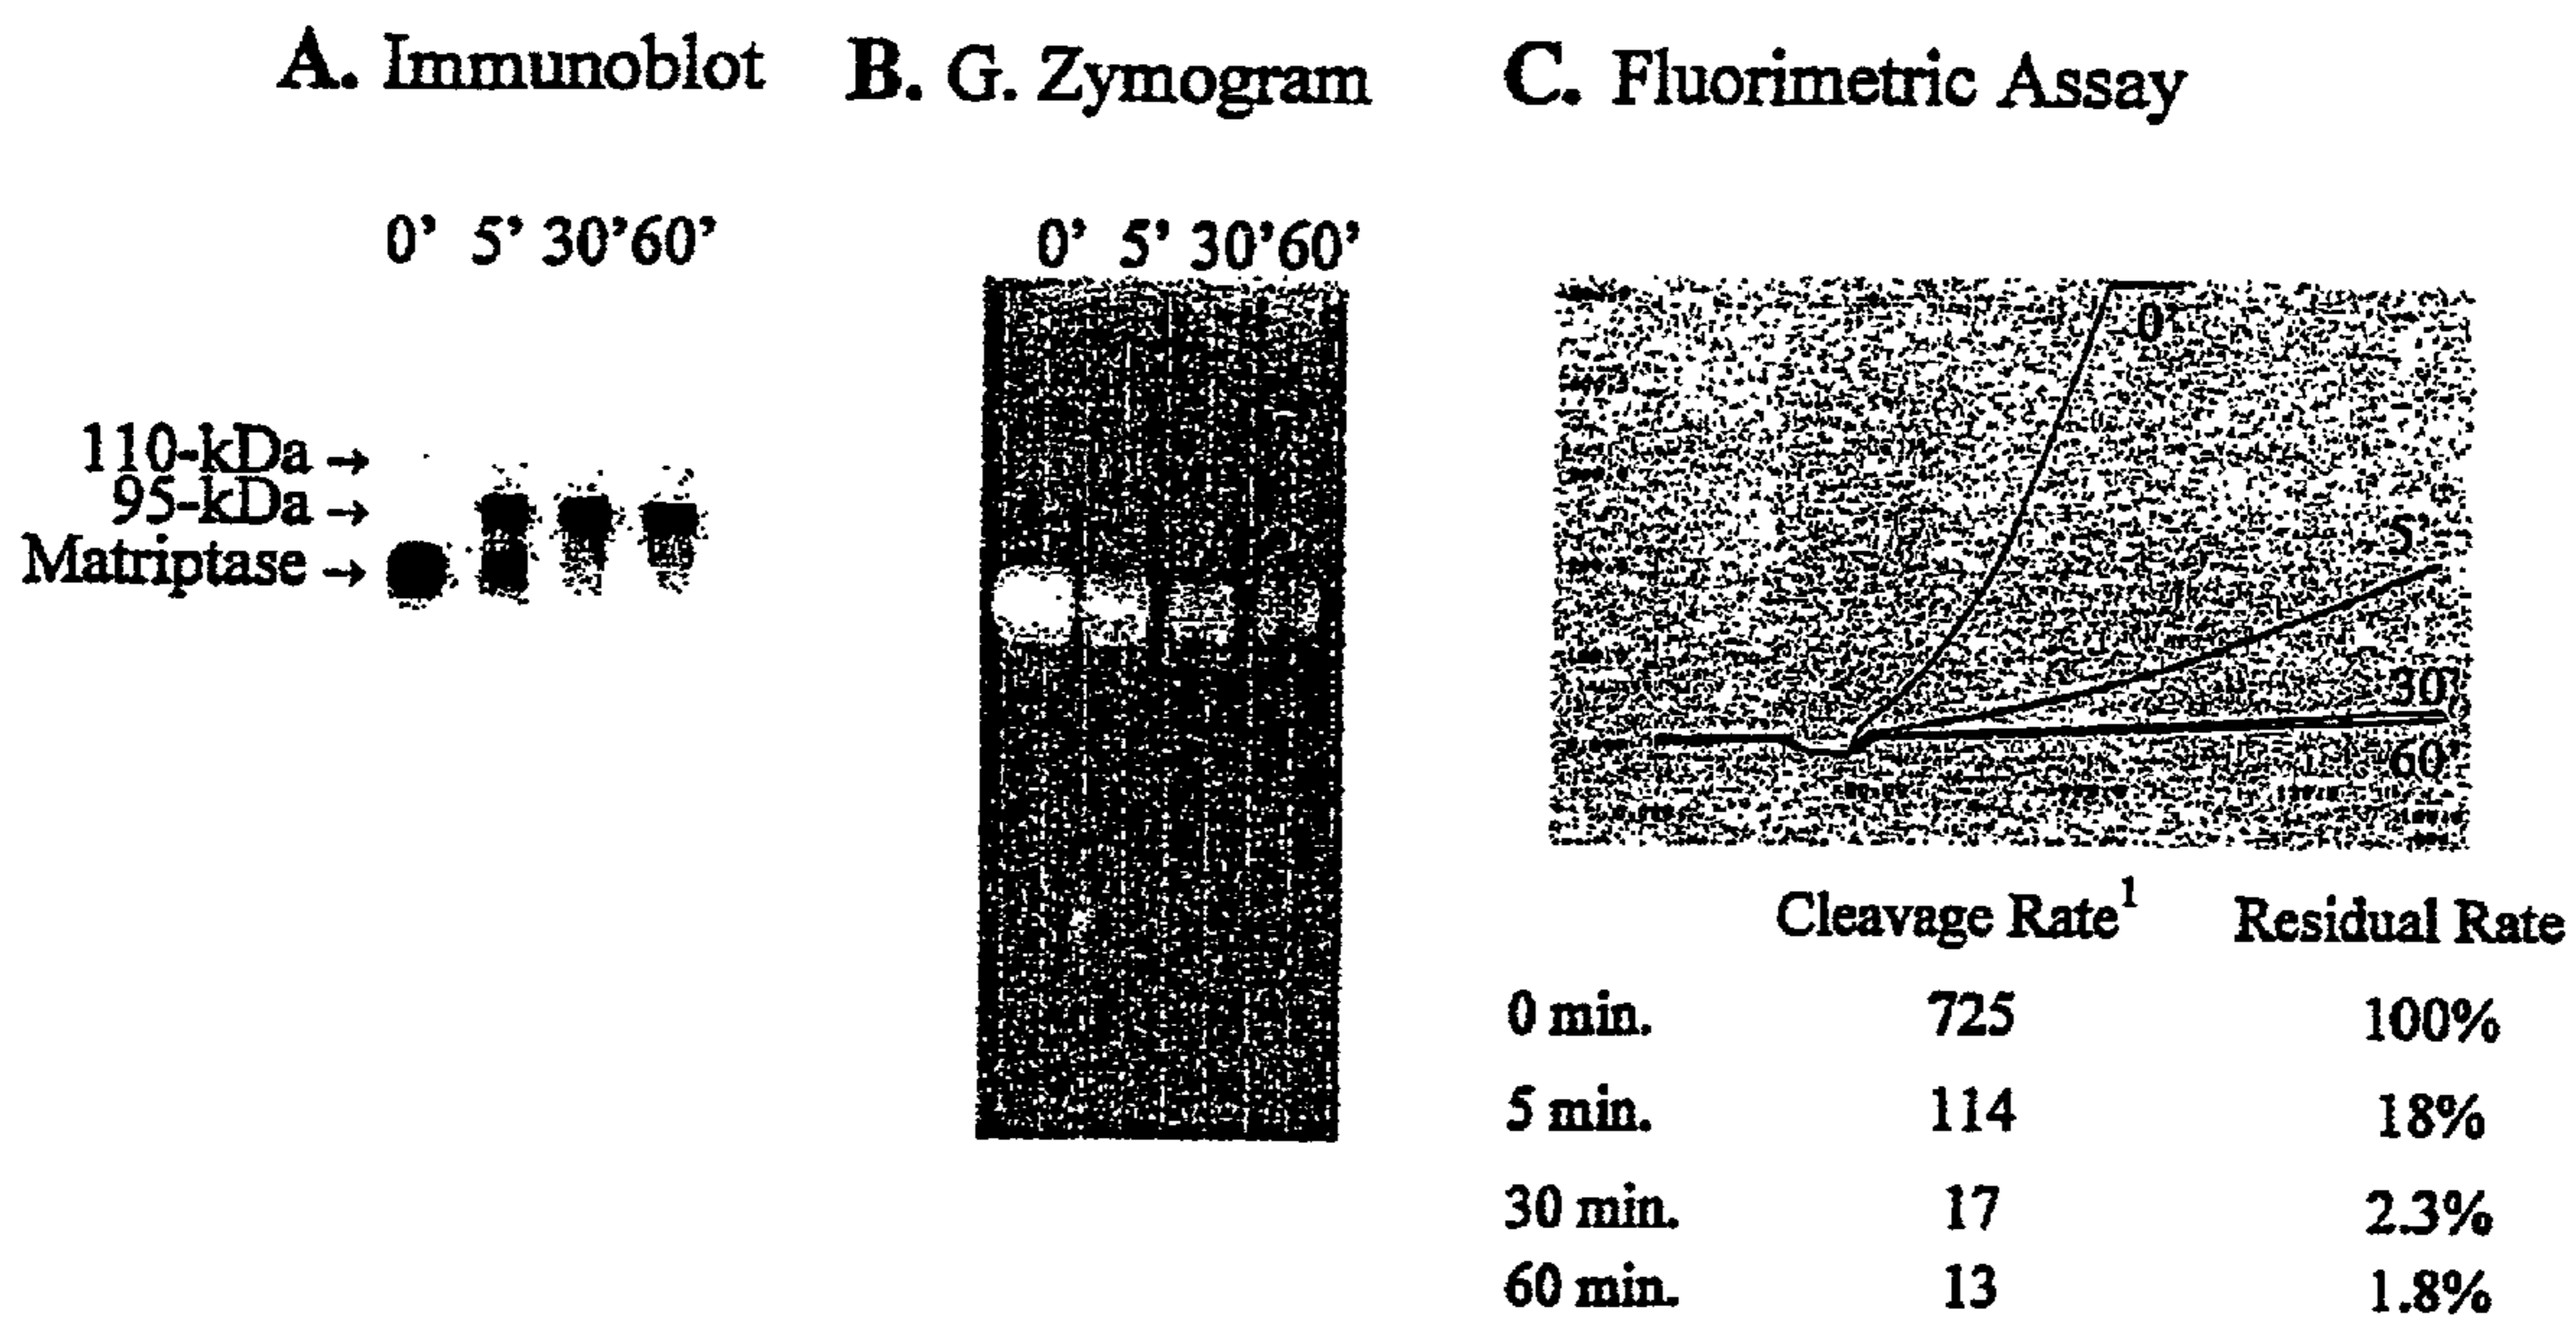 A. Immunoblot
0’ 5’ 30’60’
110-kDa →
95-kDa →
Matriptase →
B. G. Zymogram
0’ 5’ 30’60’
C. Fluorimetric Assay
0’
5’
30’
60’
Cleavage Rate¹ Residual Rate
0 min. 725 100%
5 min. 114 18%
30 min. 17 2.3%
60 min. 13 1.8%